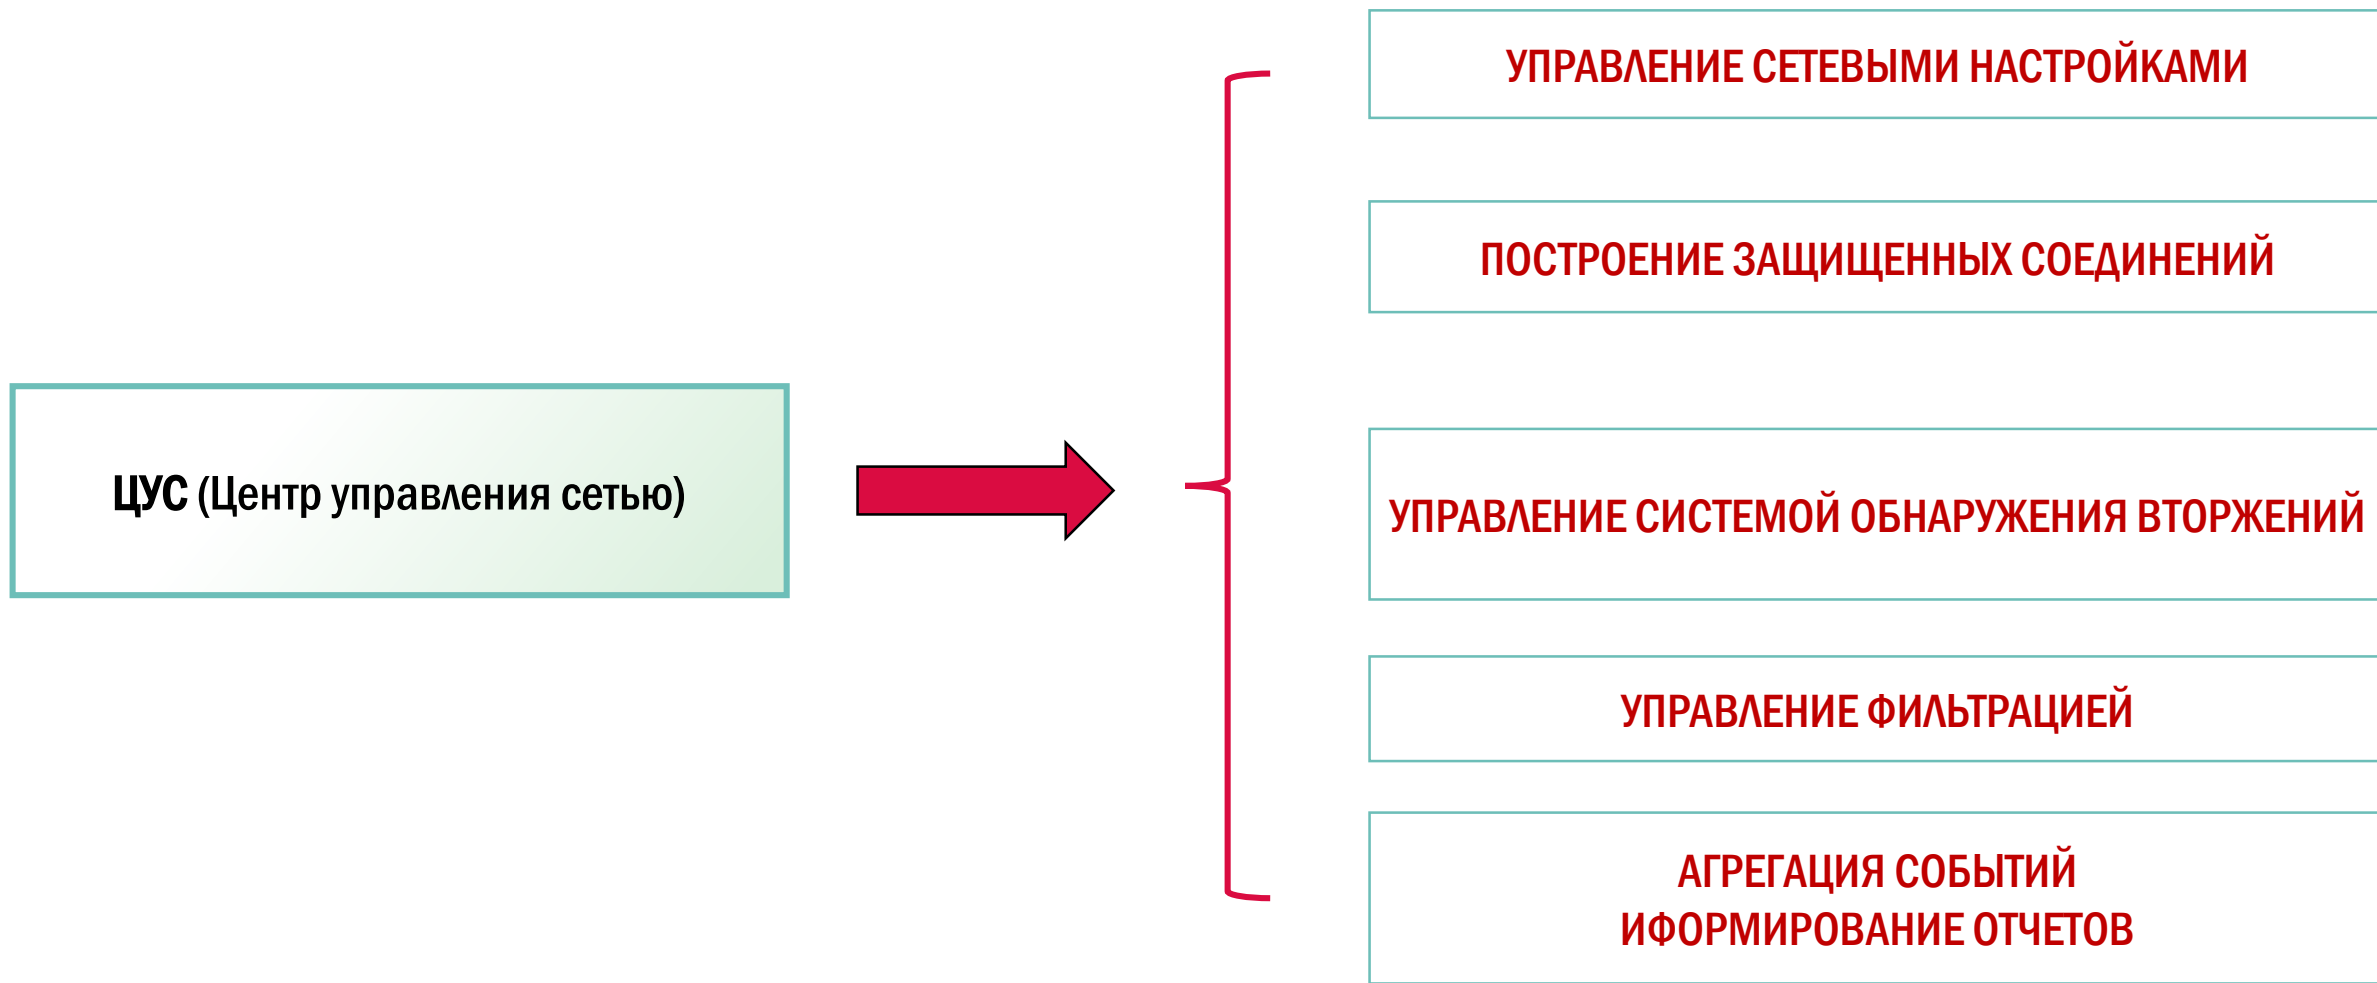 УПРАВЛЕНИЕ СЕТЕВЫМИ НАСТРОЙКАМИ
ПОСТРОЕНИЕ ЗАЩИЩЕННЫХ СОЕДИНЕНИЙ
ЦУС (Центр управления сетью)
УПРАВЛЕНИЕ СИСТЕМОЙ ОБНАРУЖЕНИЯ ВТОРЖЕНИЙ
УПРАВЛЕНИЕ ФИЛЬТРАЦИЕЙ
АГРЕГАЦИЯ СОБЫТИЙ
ИФОРМИРОВАНИЕ ОТЧЕТОВ